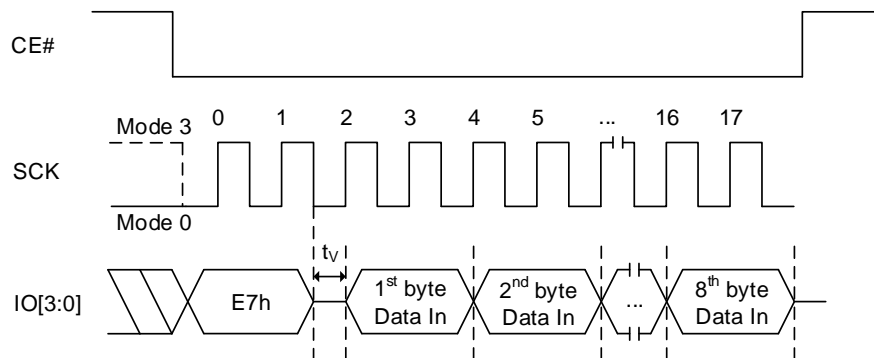 CE#
0 1 2 3 4 5 ... 16 17
Mode 3
SCK
Mode 0
tV
IO[3:0]
E7h
1st byte
Data In
2nd byte
Data In
...
8th byte
Data In